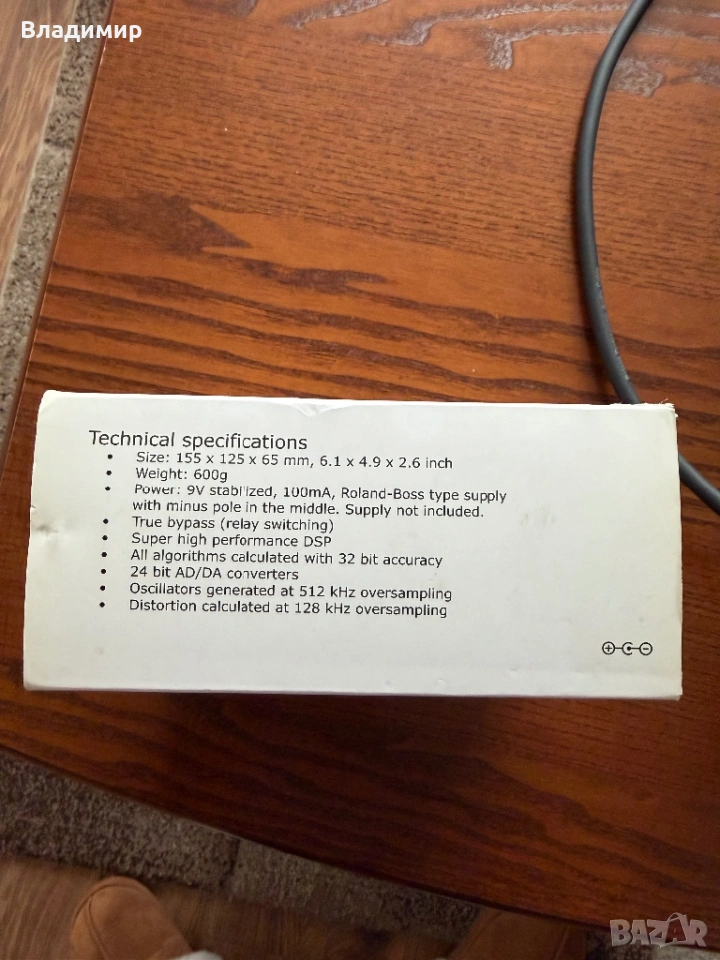 Владимир
Technical specifications
• Size: 155 x 125 x 65 mm, 6.1 x 4.9 x 2.6 inch
• Weight: 600g
• Power: 9V stabilized, 100mA, Roland-Boss type supply
with minus pole in the middle. Supply not included.
• True bypass (relay switching)
• Super high performance DSP
• All algorithms calculated with 32 bit accuracy
• 24 bit AD/DA converters
• Oscillators generated at 512 kHz oversampling
• Distortion calculated at 128 kHz oversampling
BAZAR